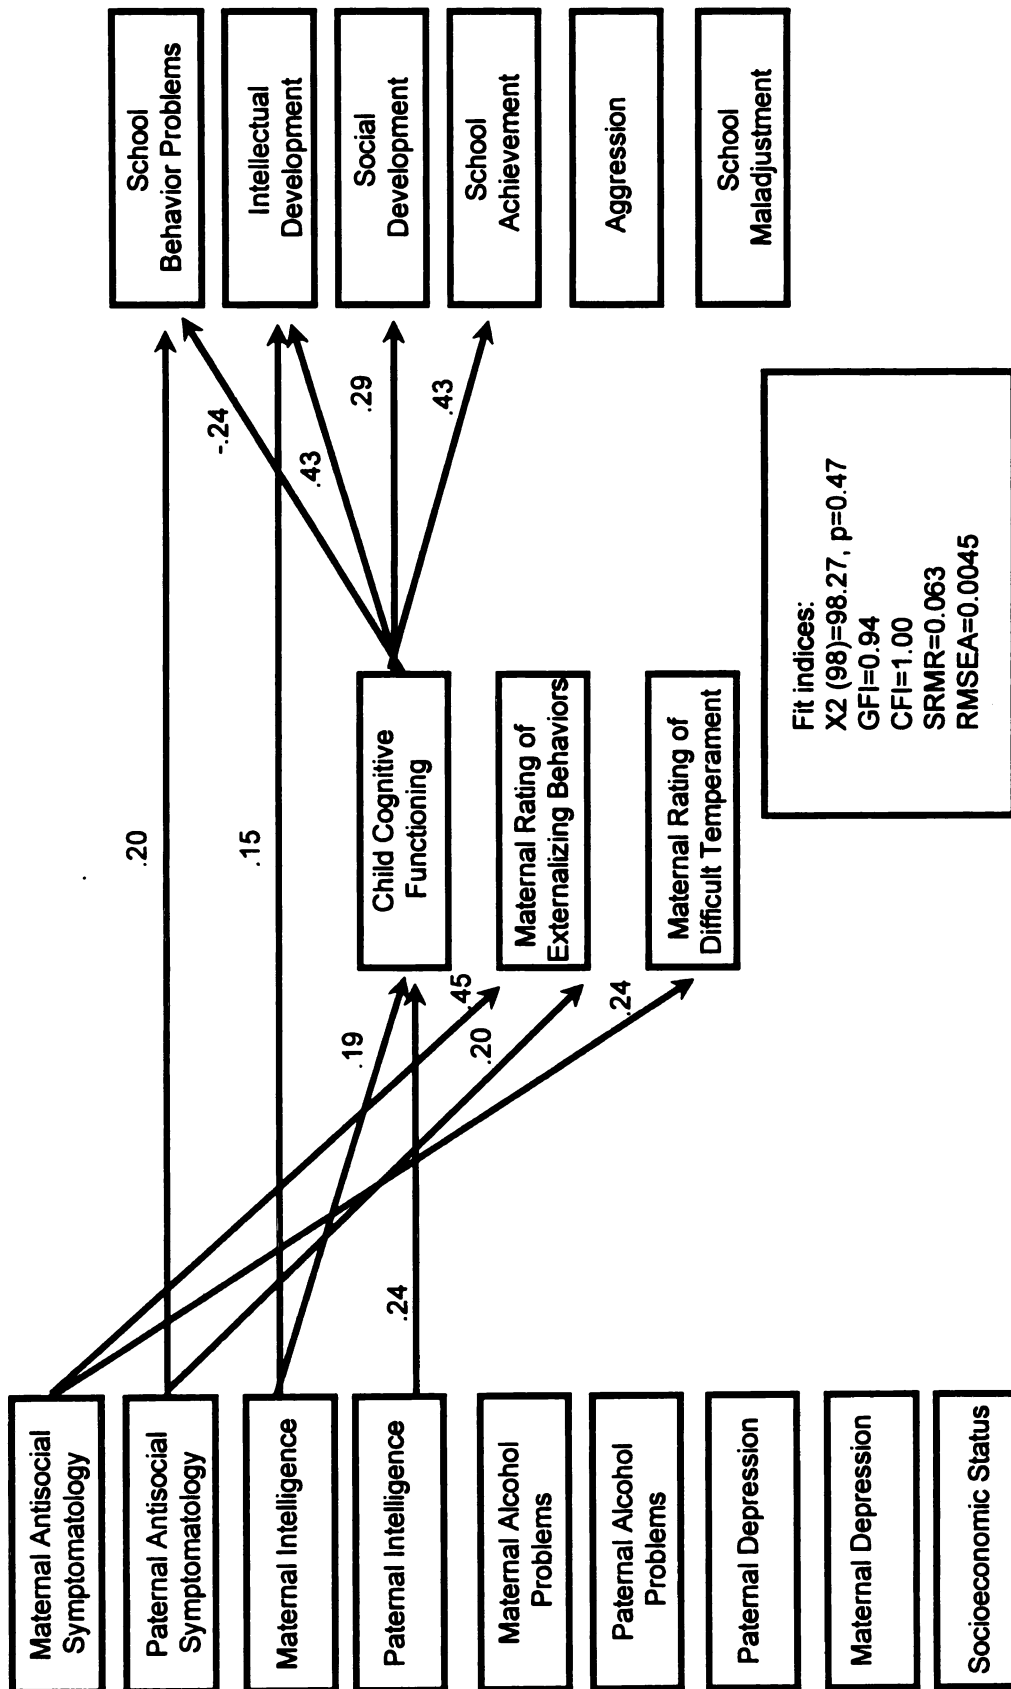 Maternal Antisocial
Symptomatology
Paternal Antisocial
Symptomatology
Maternal Intelligence
Paternal Intelligence
Maternal Alcohol
Problems
Paternal Alcohol
Problems
Paternal Depression
Maternal Depression
Socioeconomic Status
.20
.15
.19
.24
.45
.20
.24
Child Cognitive
Functioning
Maternal Rating of
Externalizing Behaviors
Maternal Rating of
Difficult Temperament
-.24
.43
.29
.43
School
Behavior Problems
Intellectual
Development
Social
Development
School
Achievement
Aggression
School
Maladjustment
Fit indices:
X2 (98)=98.27, p=0.47
GFI=0.94
CFI=1.00
SRMR=0.063
RMSEA=0.0045